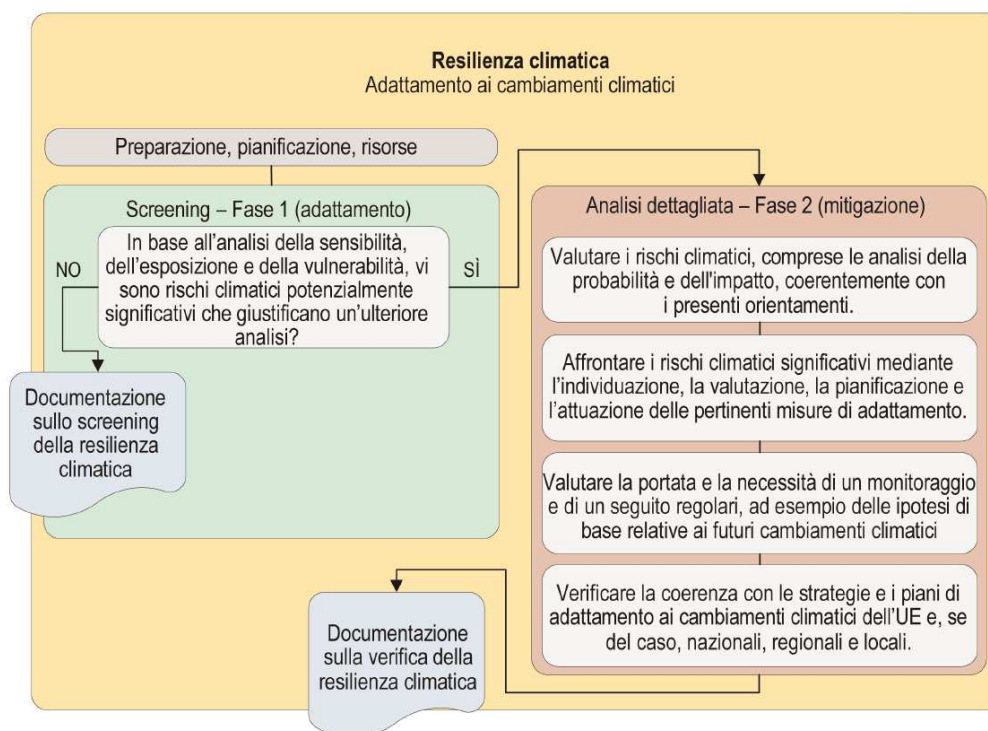 Resilienza climatica
Adattamento ai cambiamenti climatici
Preparazione, pianificazione, risorse
Screening – Fase 1 (adattamento)
In base all'analisi della sensibilità,
dell'esposizione e della vulnerabilità, vi
sono rischi climatici potenzialmente
significativi che giustificano un'ulteriore
analisi?
NO
SÌ
Documentazione
sullo screening
della resilienza
climatica
Analisi dettagliata – Fase 2 (mitigazione)
Valutare i rischi climatici, comprese le analisi della
probabilità e dell'impatto, coerentemente con
i presenti orientamenti.
Affrontare i rischi climatici significativi mediante
l'individuazione, la valutazione, la pianificazione e
l'attuazione delle pertinenti misure di adattamento.
Valutare la portata e la necessità di un monitoraggio
e di un seguito regolari, ad esempio delle ipotesi di
base relative ai futuri cambiamenti climatici
Verificare la coerenza con le strategie e i piani di
adattamento ai cambiamenti climatici dell'UE e, se
del caso, nazionali, regionali e locali.
Documentazione
sulla verifica della
resilienza climatica